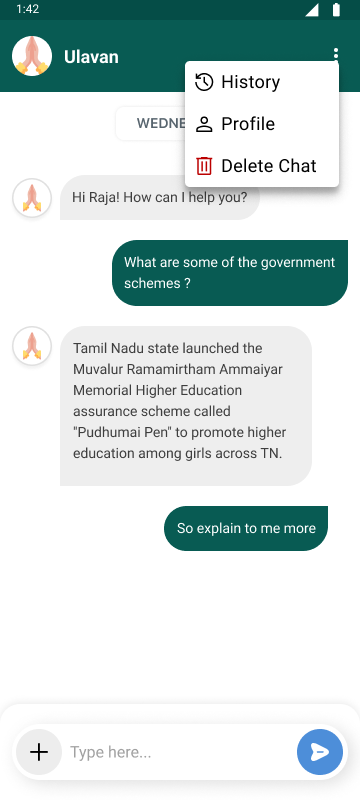 1:42
Ulavan
History
Profile
Delete Chat
Hi Raja! How can I help you?
What are some of the government
schemes ?
Tamil Nadu state launched the
Muvalur Ramamirtham Ammaiyar
Memorial Higher Education
assurance scheme called
"Pudhumai Pen" to promote higher
education among girls across TN.
So explain to me more
Type here...